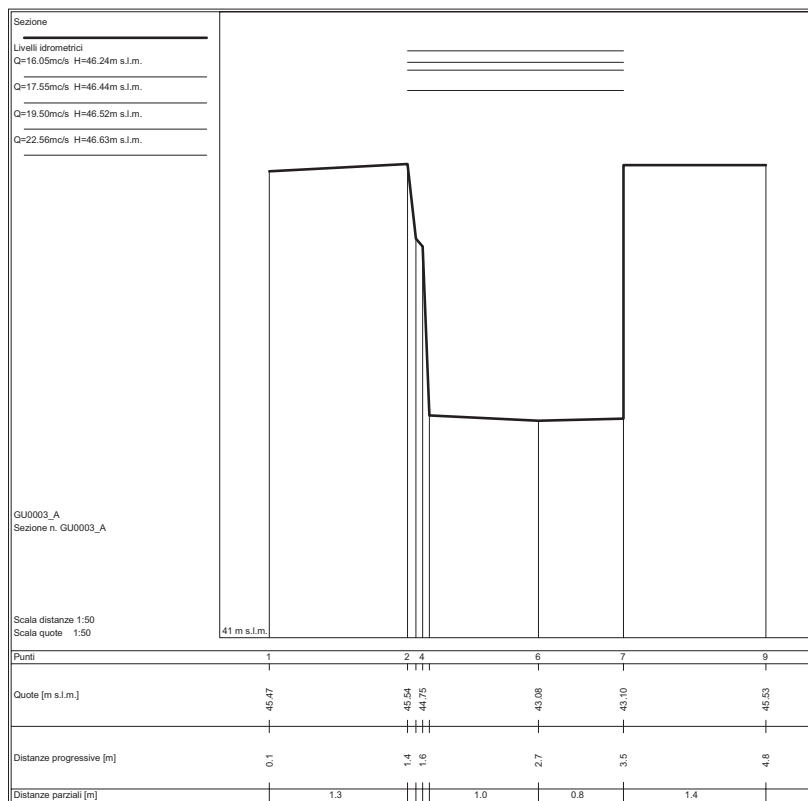 Sezione
Livelli idrometrici
Q=16.05mc/s H=46.24m s.l.m.
Q=17.55mc/s H=46.44m s.l.m.
Q=19.50mc/s H=46.52m s.l.m.
Q=22.56mc/s H=46.63m s.l.m.
GU0003_A
Sezione n. GU0003_A
Scala distanze 1:50
Scala quote 1:50
41 m s.l.m.
Punti 1 2 4 6 7 9
Quote [m s.l.m.] 45.47 45.54 44.75 43.08 43.10 45.53
Distanze progressive [m] 0.1 1.4 1.6 2.7 3.5 4.8
Distanze parziali [m] 1.3 1.0 0.8 1.4